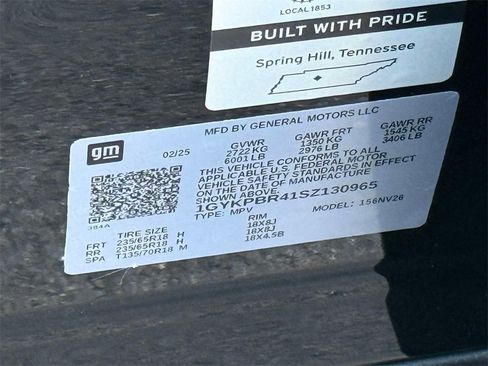 LOCAL 1853
BUILT WITH PRIDE
Spring Hill, Tennessee
MFD BY GENERAL MOTORS LLC
gm
02/25
GVWR GAWR FRT GAWR RR
2722 KG 1350 KG 1545 KG
6001 LB 2976 LB 3406 LB
THIS VEHICLE CONFORMS TO ALL
APPLICABLE U.S. FEDERAL MOTOR
VEHICLE SAFETY STANDARDS IN EFFECT
ON THE DATE OF MANUFACTURE
SHOWN ABOVE.
1GYKPBR41SZ130965
TYPE: MPV MODEL: 156NV26
384A
TIRE SIZE RIM
FRT 235/65R18 H 18X8J
RR 235/65R18 H 18X8J
SPA T135/70R18 M 18X4.5B